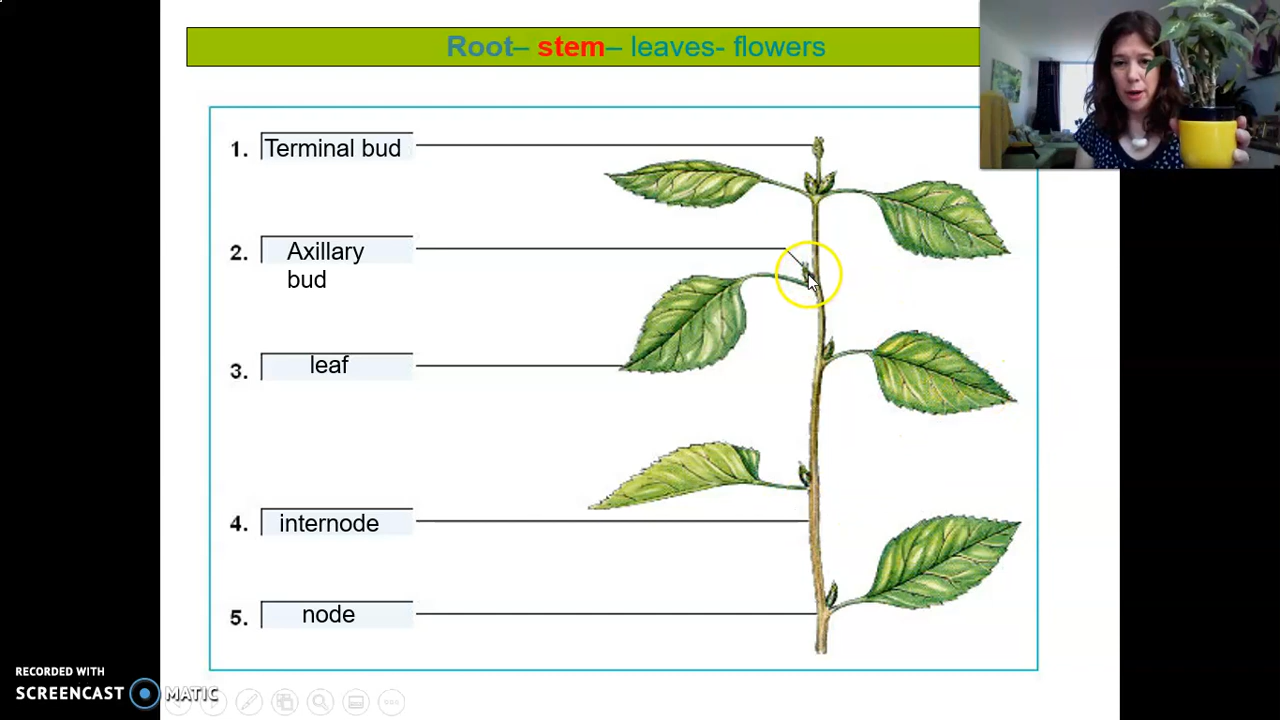 Root– stem– leaves- flowers
1. Terminal bud
2. Axillary
bud
3. leaf
4. internode
5. node
RECORDED WITH
SCREENCAST MATIC